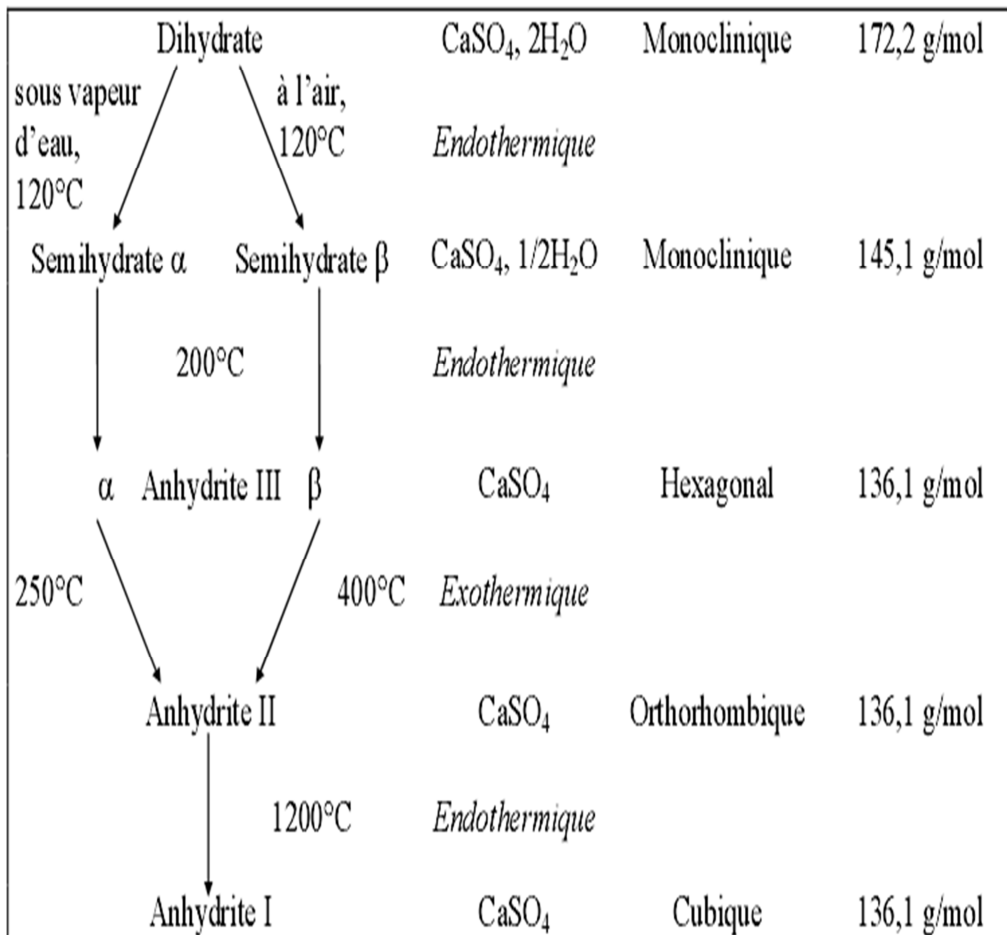 Dihydrate CaSO₄, 2H₂O Monoclinique 172,2 g/mol
sous vapeur
d’eau,
120°C
à l’air,
120°C
Endothermique
Semihydrate α Semihydrate β CaSO₄, 1/2H₂O Monoclinique 145,1 g/mol
200°C Endothermique
α Anhydrite III β CaSO₄ Hexagonal 136,1 g/mol
250°C 400°C Exothermique
Anhydrite II CaSO₄ Orthorhombique 136,1 g/mol
1200°C Endothermique
Anhydrite I CaSO₄ Cubique 136,1 g/mol